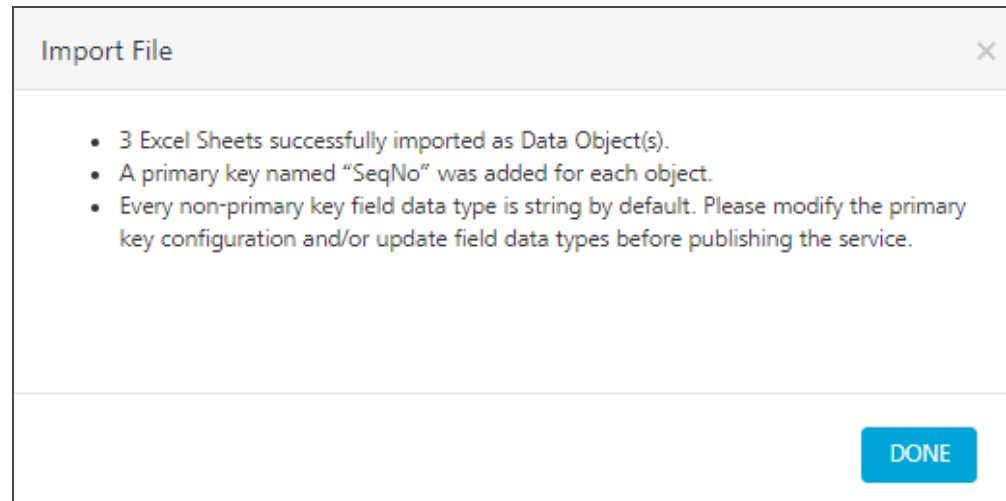 Import File
• 3 Excel Sheets successfully imported as Data Object(s).
• A primary key named “SeqNo” was added for each object.
• Every non-primary key field data type is string by default. Please modify the primary
key configuration and/or update field data types before publishing the service.
DONE